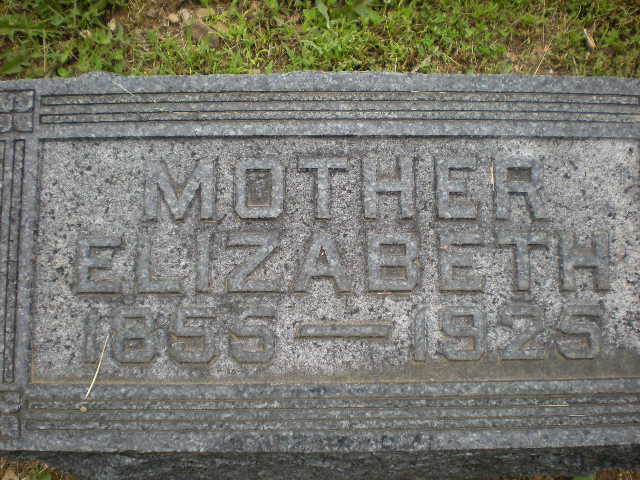 MOTHER
ELIZABETH
1855 — 1925